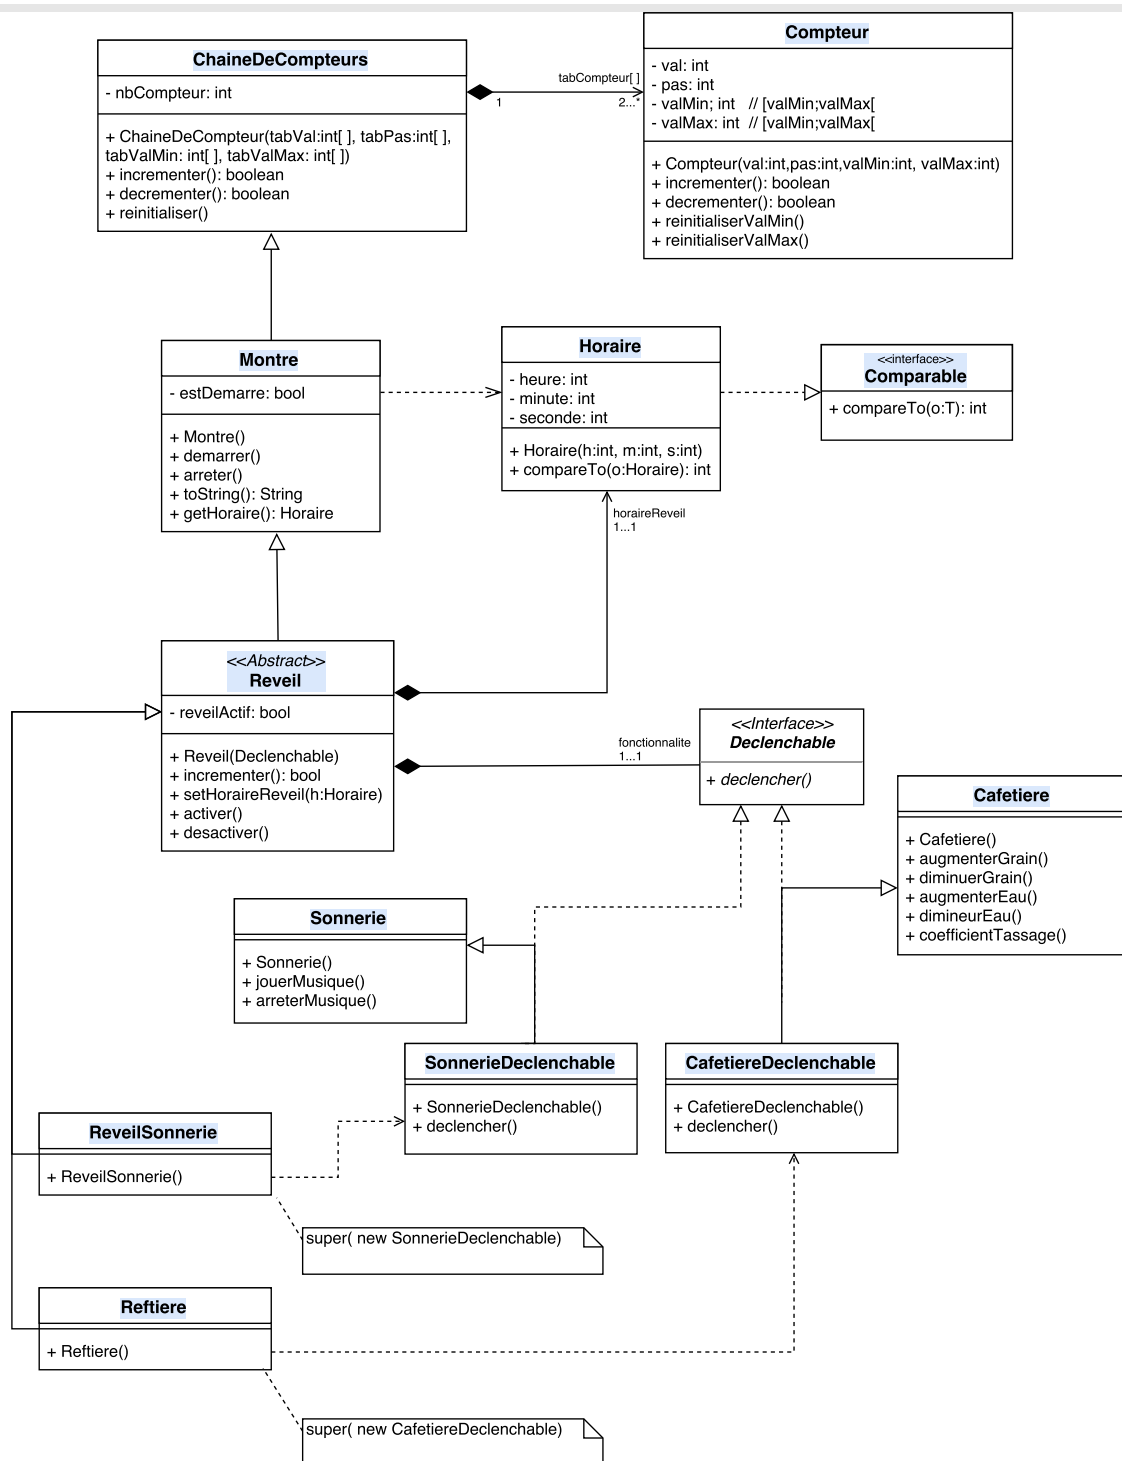 ChaineDeCompteurs
- nbCompteur: int
+ ChaineDeCompteur(tabVal:int[ ], tabPas:int[ ],
tabValMin: int[ ], tabValMax: int[ ])
+ incrementer(): boolean
+ decrementer(): boolean
+ reinitialiser()
1
tabCompteur[ ]
2...*
Compteur
- val: int
- pas: int
- valMin; int // [valMin;valMax[
- valMax: int // [valMin;valMax[
+ Compteur(val:int,pas:int,valMin:int, valMax:int)
+ incrementer(): boolean
+ decrementer(): boolean
+ reinitialiserValMin()
+ reinitialiserValMax()
Montre
- estDemarre: bool
+ Montre()
+ demarrer()
+ arreter()
+ toString(): String
+ getHoraire(): Horaire
Horaire
- heure: int
- minute: int
- seconde: int
+ Horaire(h:int, m:int, s:int)
+ compareTo(o:Horaire): int
<<interface>>
Comparable
+ compareTo(o:T): int
horaireReveil
1...1
<<Abstract>>
Reveil
- reveilActif: bool
+ Reveil(Declenchable)
+ incrementer(): bool
+ setHoraireReveil(h:Horaire)
+ activer()
+ desactiver()
fonctionnalite
1...1
<<Interface>>
Declenchable
+ declencher()
Cafetiere
+ Cafetiere()
+ augmenterGrain()
+ diminuerGrain()
+ augmenterEau()
+ dimineurEau()
+ coefficientTassage()
Sonnerie
+ Sonnerie()
+ jouerMusique()
+ arreterMusique()
SonnerieDeclenchable
+ SonnerieDeclenchable()
+ declencher()
CafetiereDeclenchable
+ CafetiereDeclenchable()
+ declencher()
ReveilSonnerie
+ ReveilSonnerie()
super( new SonnerieDeclenchable)
Reftiere
+ Reftiere()
super( new CafetiereDeclenchable)